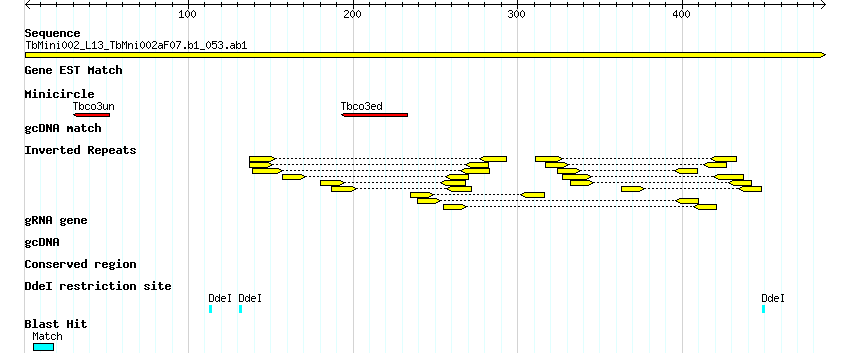 100 200 300 400
Sequence
TbMini002_L13_TbMni002aF07.b1_053.ab1
Gene EST Match
Minicircle
Tbco3un Tbco3ed
gcDNA match
Inverted Repeats
gRNA gene
gcDNA
Conserved region
DdeI restriction site
DdeI DdeI DdeI
Blast Hit
Match